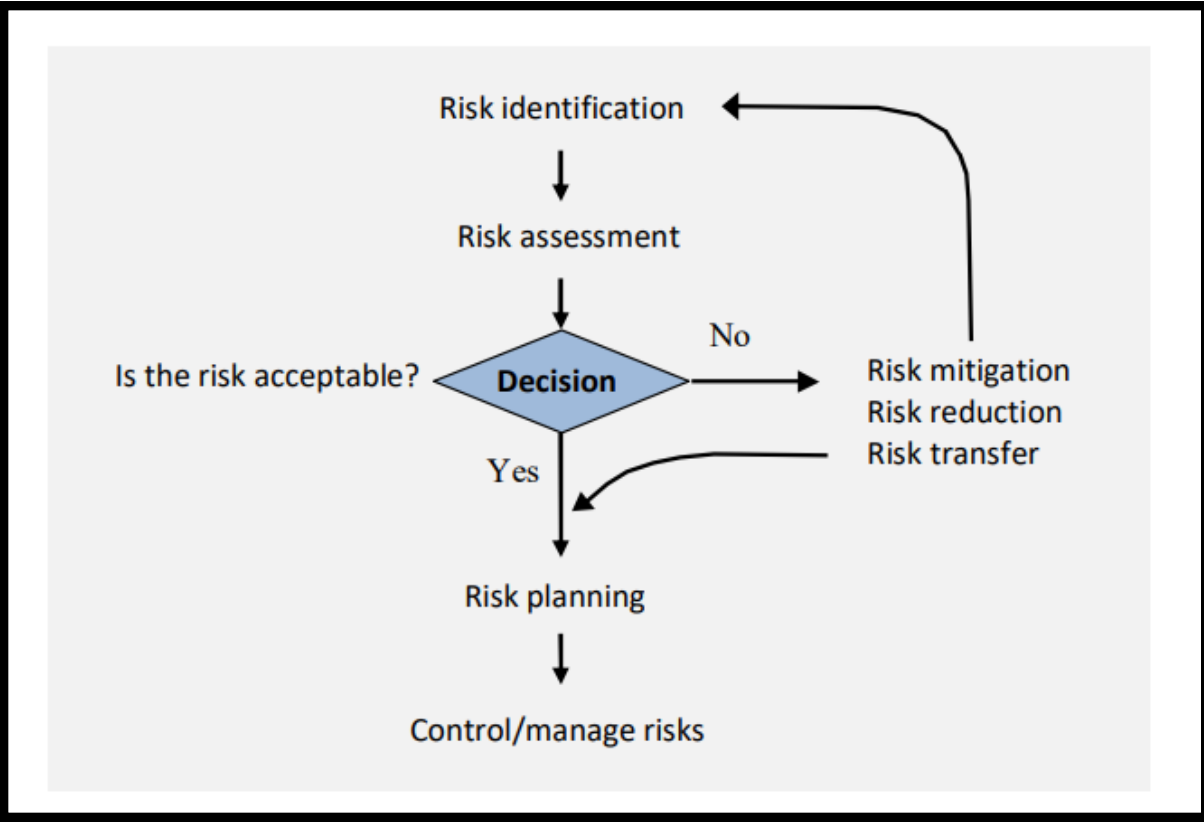 Risk identification
Risk assessment
No
Is the risk acceptable?
Decision
Risk mitigation
Risk reduction
Risk transfer
Yes
Risk planning
Control/manage risks